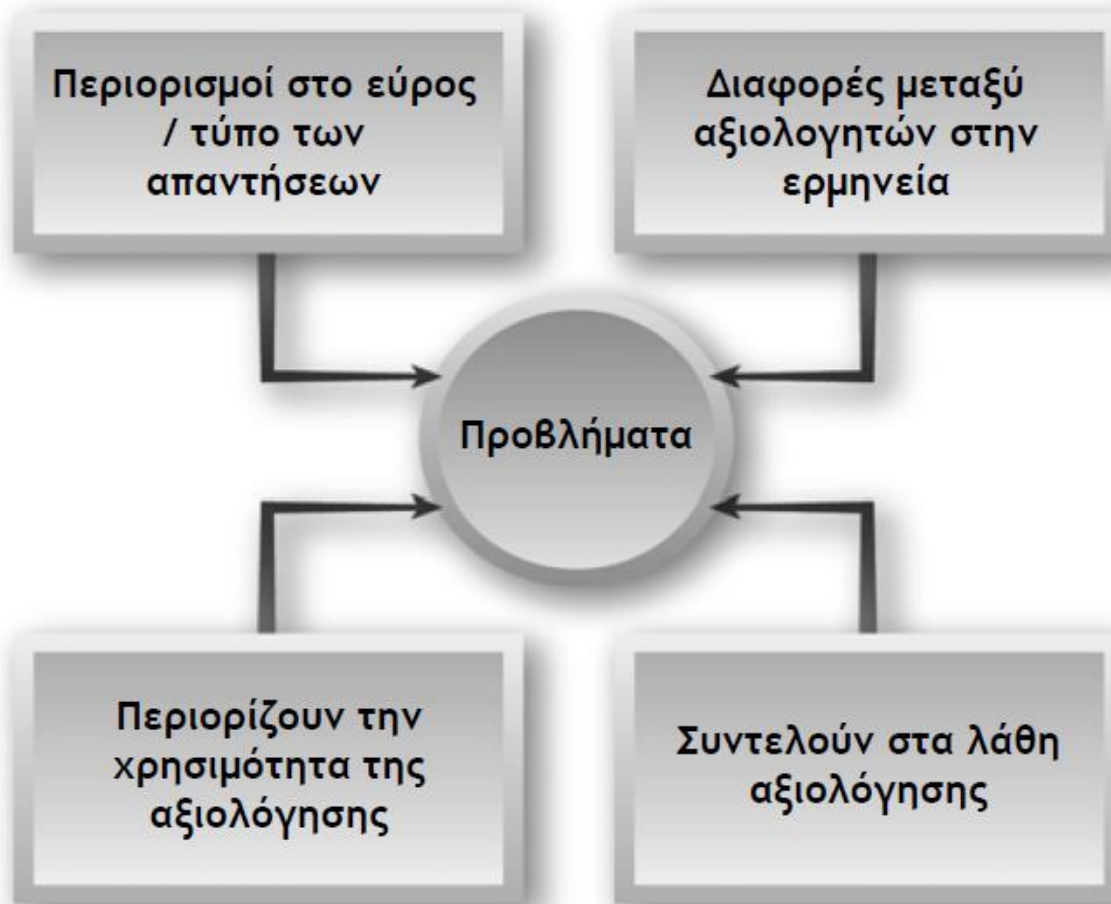 Περιορισμοί στο εύρος
/ τύπο των
απαντήσεων
Διαφορές μεταξύ
αξιολογητών στην
ερμηνεία
Προβλήματα
Περιορίζουν την
χρησιμότητα της
αξιολόγησης
Συντελούν στα λάθη
αξιολόγησης